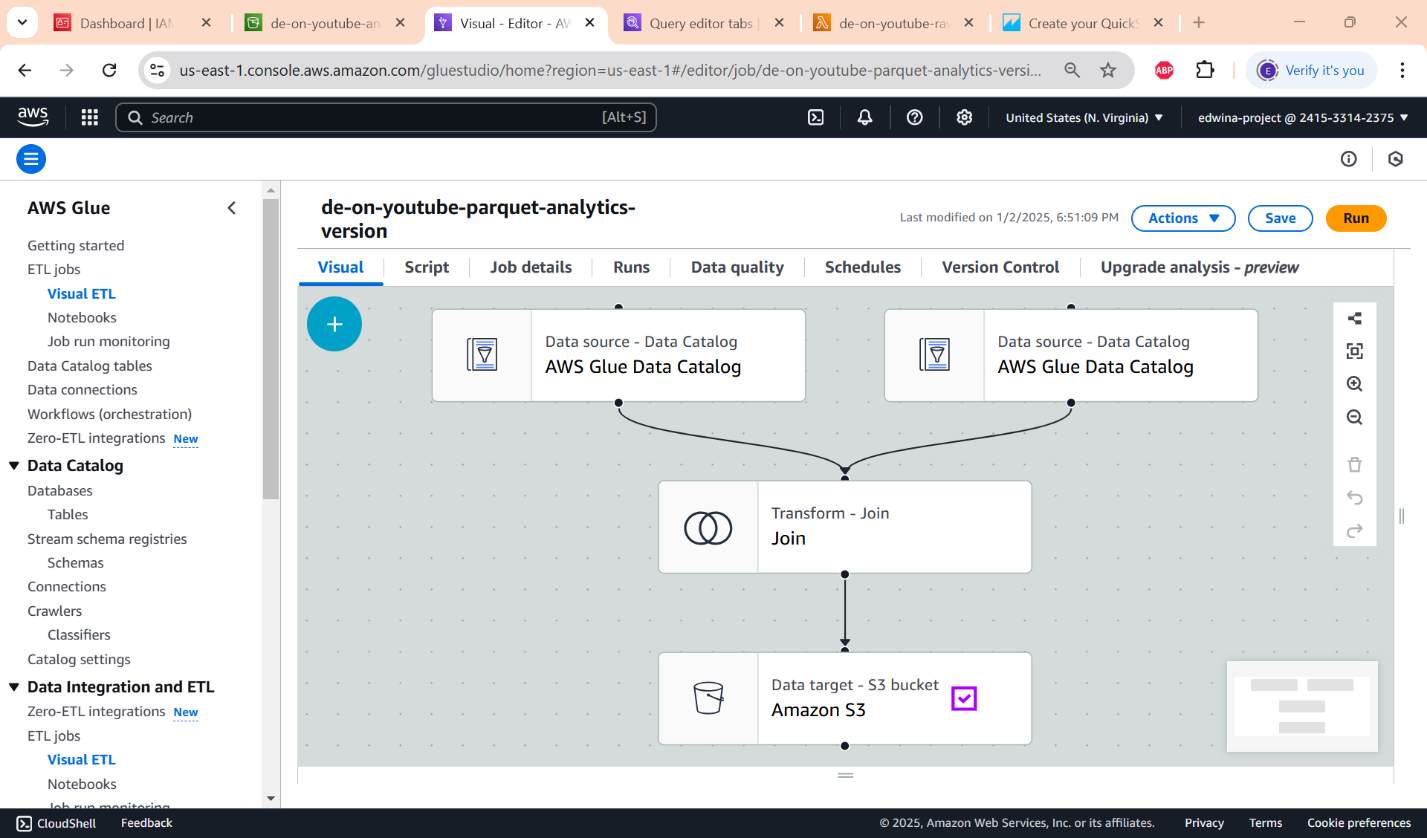 Dashboard | IAM
de-on-youtube-an
Visual - Editor - AW
Query editor tabs |
de-on-youtube-raw
Create your QuickS
us-east-1.console.aws.amazon.com/gluestudio/home?region=us-east-1#/editor/job/de-on-youtube-parquet-analytics-versi...
ABP
E
Verify it's you
aws
Search
[Alt+S]
United States (N. Virginia)
edwina-project @ 2415-3314-2375
AWS Glue
Getting started
ETL jobs
Visual ETL
Notebooks
Job run monitoring
Data Catalog tables
Data connections
Workflows (orchestration)
Zero-ETL integrations New
Data Catalog
Databases
Tables
Stream schema registries
Schemas
Connections
Crawlers
Classifiers
Catalog settings
Data Integration and ETL
Zero-ETL integrations New
ETL jobs
Visual ETL
Notebooks
Job run monitoring
de-on-youtube-parquet-analytics-
version
Last modified on 1/2/2025, 6:51:09 PM
Actions
Save
Run
Visual
Script
Job details
Runs
Data quality
Schedules
Version Control
Upgrade analysis - preview
Data source - Data Catalog
AWS Glue Data Catalog
Data source - Data Catalog
AWS Glue Data Catalog
Transform - Join
Join
Data target - S3 bucket
Amazon S3
CloudShell
Feedback
© 2025, Amazon Web Services, Inc. or its affiliates.
Privacy
Terms
Cookie preferences